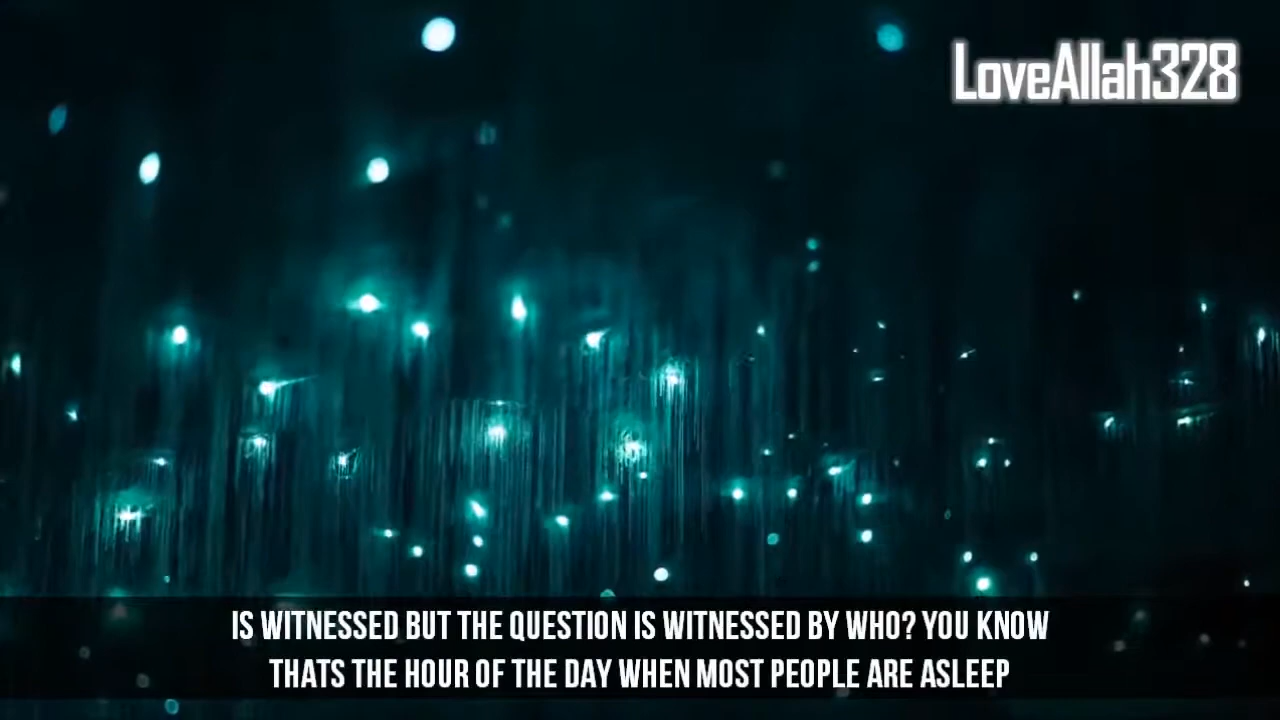 LoveAllah328
IS WITNESSED BUT THE QUESTION IS WITNESSED BY WHO? YOU KNOW
THATS THE HOUR OF THE DAY WHEN MOST PEOPLE ARE ASLEEP